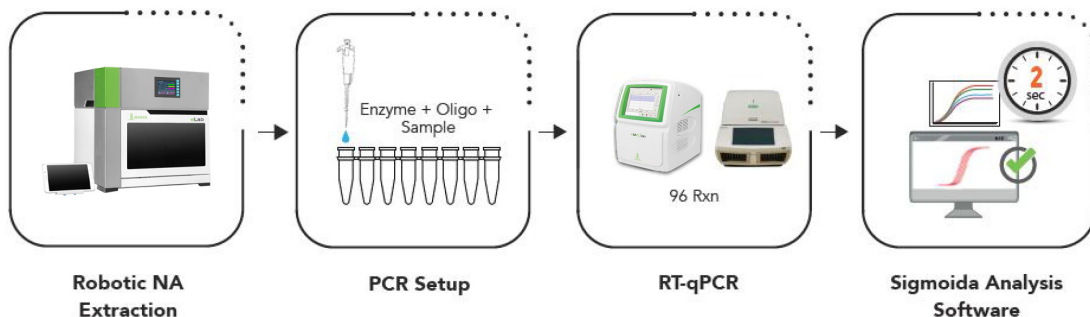 2
sec
Enzyme + Oligo +
Sample
96 Rxn
Robotic NA
Extraction
PCR Setup
RT-qPCR
Sigmoida Analysis
Software